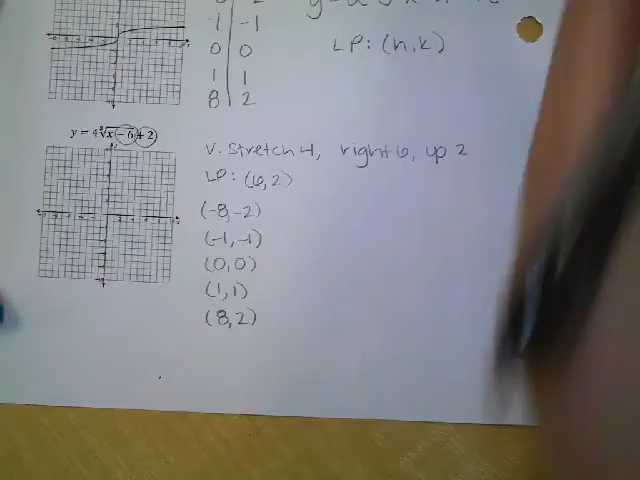 -1 -1
0 0
LP: (h, k)
1 1
8 2
y = 4∛x - 6 + 2
V. Stretch 4, right 6, up 2
LP: (6, 2)
(-8, -2)
(-1, -1)
(0, 0)
(1, 1)
(8, 2)